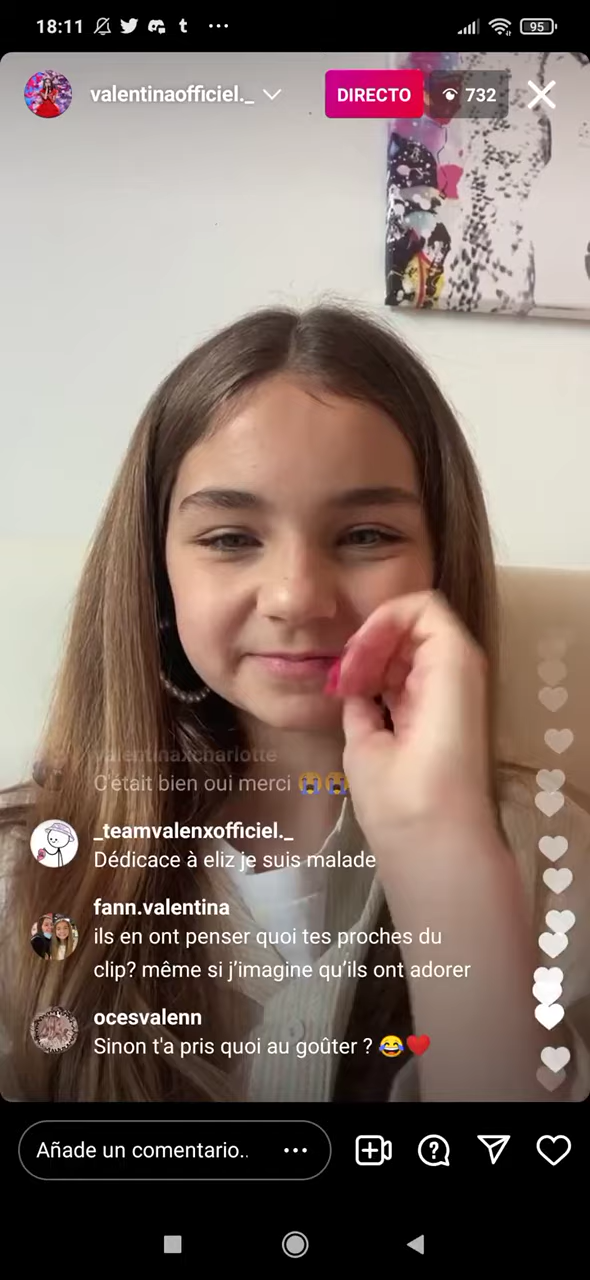 18:11
95
valentinaofficiel._
DIRECTO
732
valentinaxcharlotte
C'était bien oui merci 😭😭
_teamvalenxofficiel._
Dédicace à eliz je suis malade
fann.valentina
ils en ont penser quoi tes proches du
clip? même si j'imagine qu'ils ont adorer
ocesvalenn
Sinon t'a pris quoi au goûter ? 😂❤️
Añade un comentario..